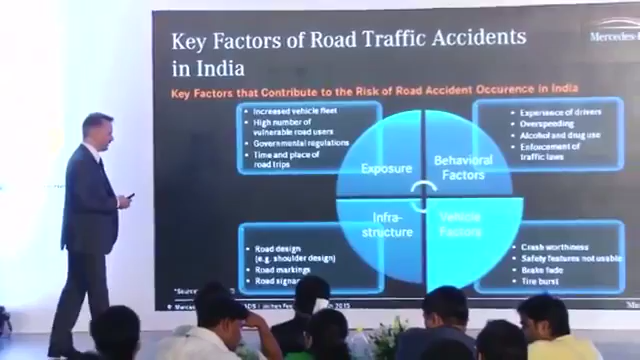 Key Factors of Road Traffic Accidents
in India
Key Factors that Contribute to the Risk of Road Accident Occurence in India
• Increased vehicle fleet
• High number of
vulnerable road users
• Governmental regulations
• Time and place of
road trips
• Experience of drivers
• Overspeeding
• Alcohol and drug use
• Enforcement of
traffic laws
Exposure
Behavioral
Factors
Infra-
structure
Vehicle
Factors
• Road design
(e.g. shoulder design)
• Road markings
• Road
• Crash worthiness
• Safety features not usable
• Brake fade
• Tire burst
2015